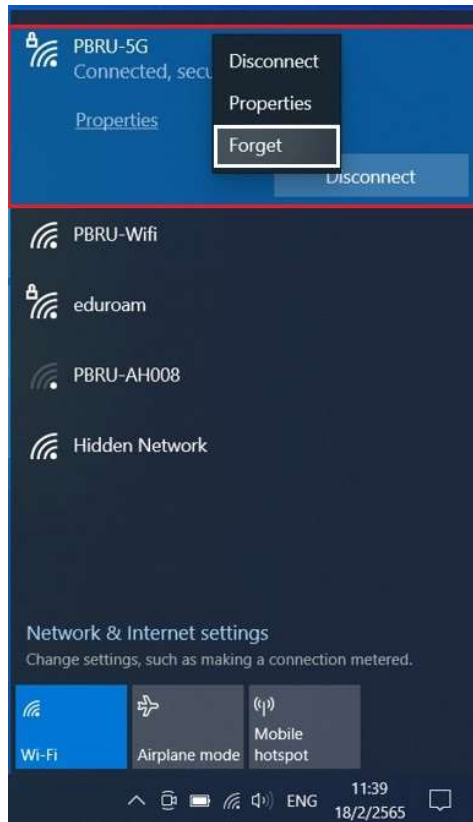 PBRU-5G
Connected, secu
Properties
Disconnect
Properties
Forget
Disconnect
PBRU-Wifi
eduroam
PBRU-AH008
Hidden Network
Network & Internet settings
Change settings, such as making a connection metered.
Wi-Fi
Airplane mode
Mobile
hotspot
ENG
11:39
18/2/2565